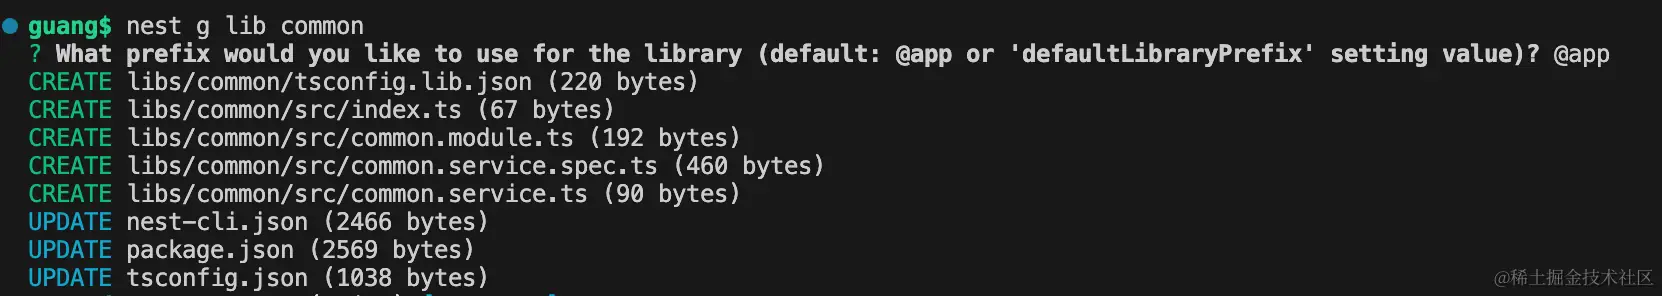 guang$ nest g lib common
? What prefix would you like to use for the library (default: @app or 'defaultLibraryPrefix' setting value)? @app
CREATE libs/common/tsconfig.lib.json (220 bytes)
CREATE libs/common/src/index.ts (67 bytes)
CREATE libs/common/src/common.module.ts (192 bytes)
CREATE libs/common/src/common.service.spec.ts (460 bytes)
CREATE libs/common/src/common.service.ts (90 bytes)
UPDATE nest-cli.json (2466 bytes)
UPDATE package.json (2569 bytes)
UPDATE tsconfig.json (1038 bytes)
@稀土掘金技术社区